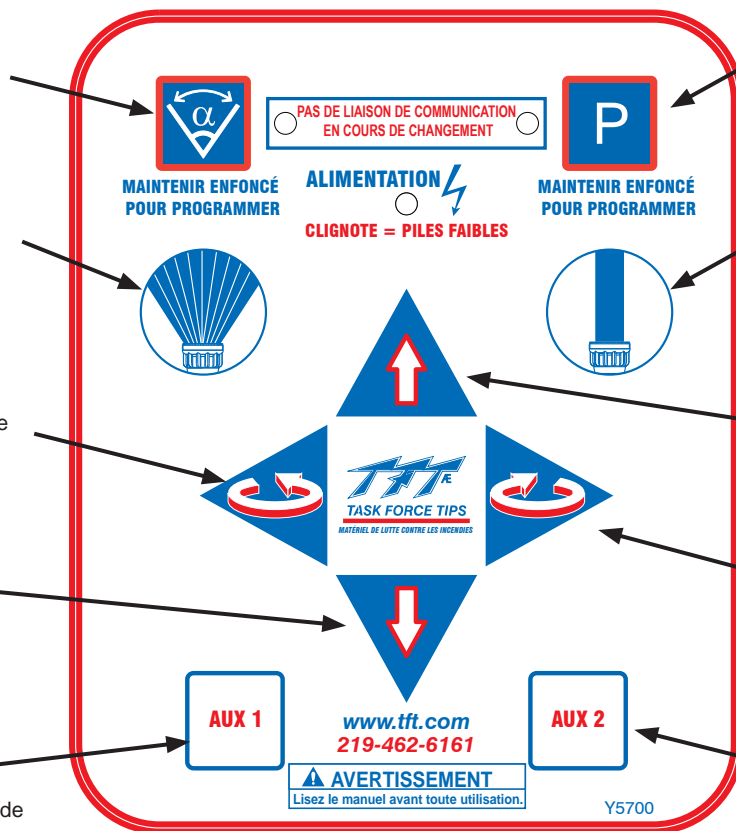 α
PAS DE LIAISON DE COMMUNICATION
EN COURS DE CHANGEMENT
P
MAINTENIR ENFONCÉ
POUR PROGRAMMER
ALIMENTATION
CLIGNOTE = PILES FAIBLES
MAINTENIR ENFONCÉ
POUR PROGRAMMER
e
TFT Æ
TASK FORCE TIPS
MATÉRIEL DE LUTTE CONTRE LES INCENDIES
AUX 1
www.tft.com
219-462-6161
AUX 2
AVERTISSEMENT
Lisez le manuel avant toute utilisation.
Y5700
de